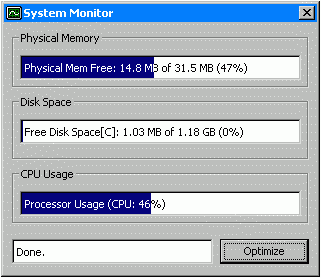 System Monitor
Physical Memory
Physical Mem Free: 14.8 MB of 31.5 MB (47%)
Disk Space
Free Disk Space[C]: 1.03 MB of 1.18 GB (0%)
CPU Usage
Processor Usage (CPU: 46%)
Done.
Optimize